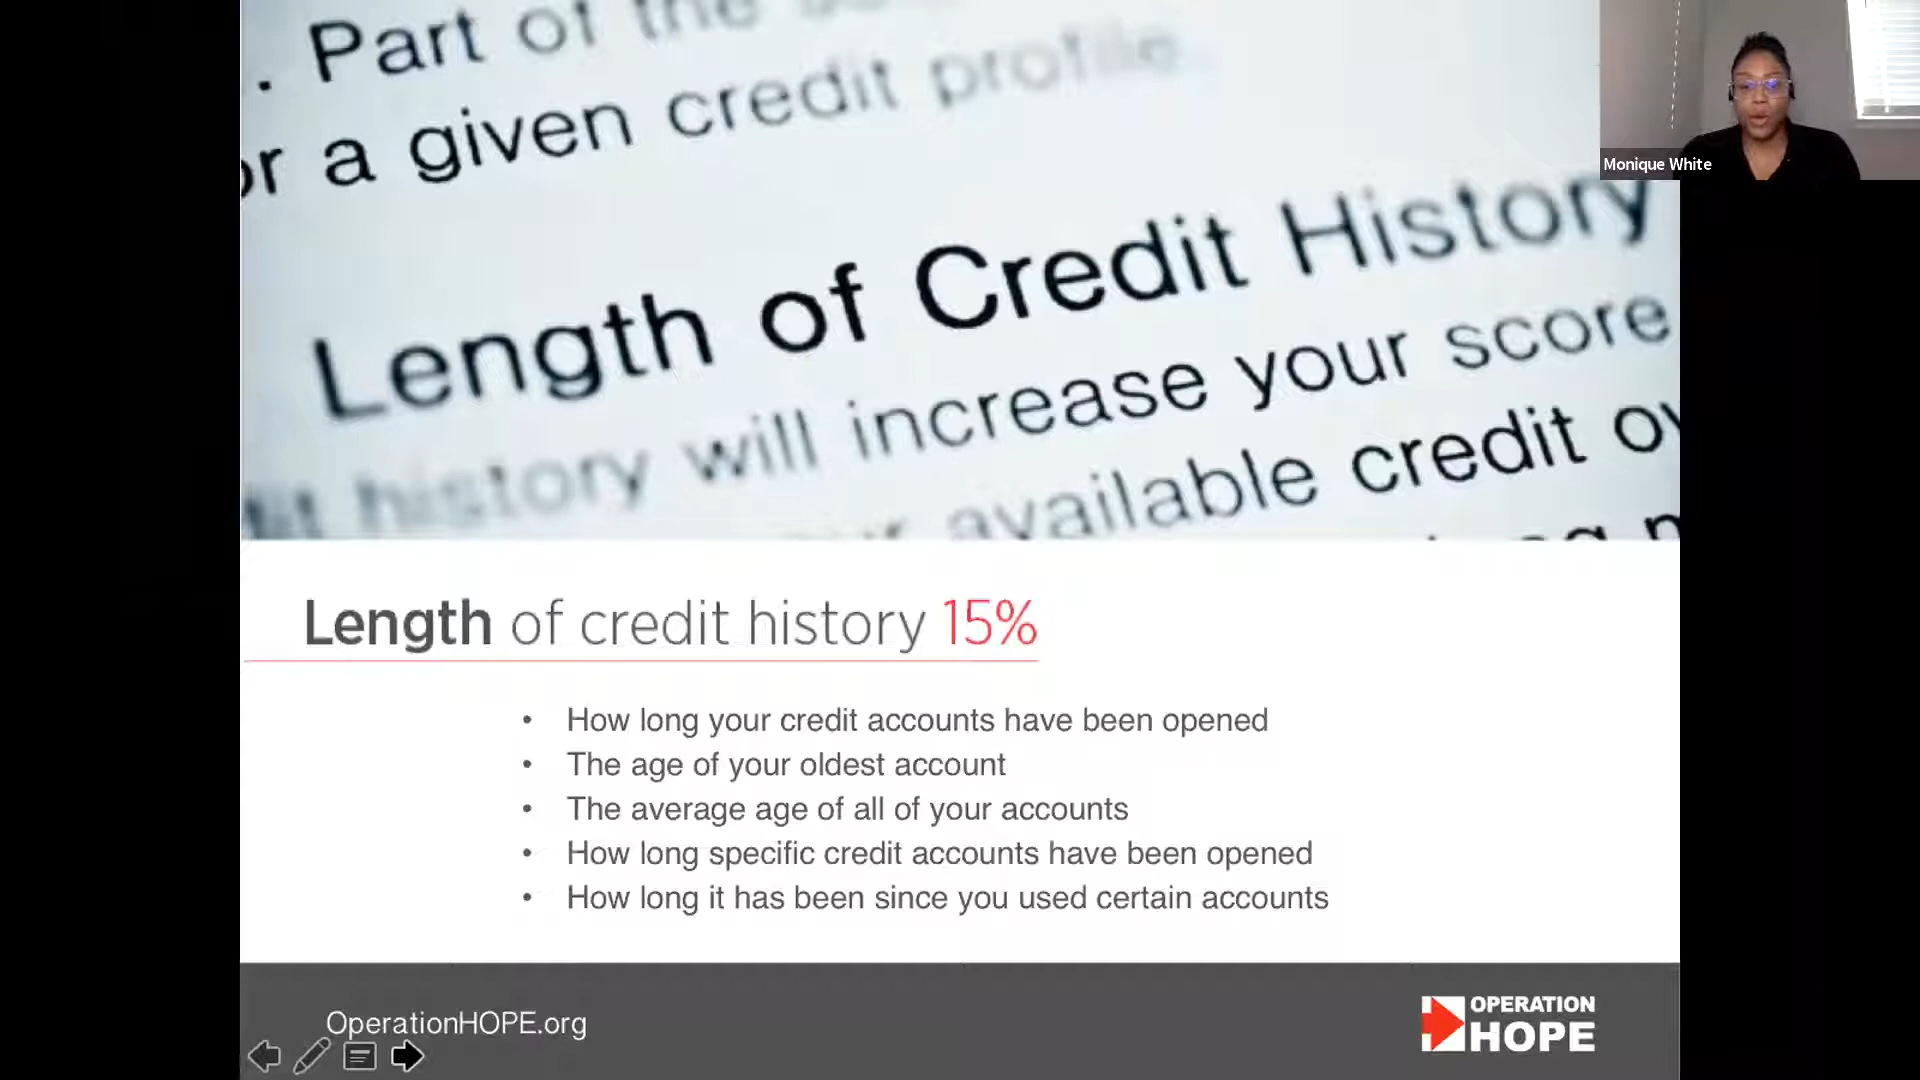 . Part of the
or a given credit profile.
Length of Credit History
history will increase your score
available credit
Monique White
Length of credit history 15%
• How long your credit accounts have been opened
• The age of your oldest account
• The average age of all of your accounts
• How long specific credit accounts have been opened
• How long it has been since you used certain accounts
OperationHOPE.org
OPERATION
HOPE